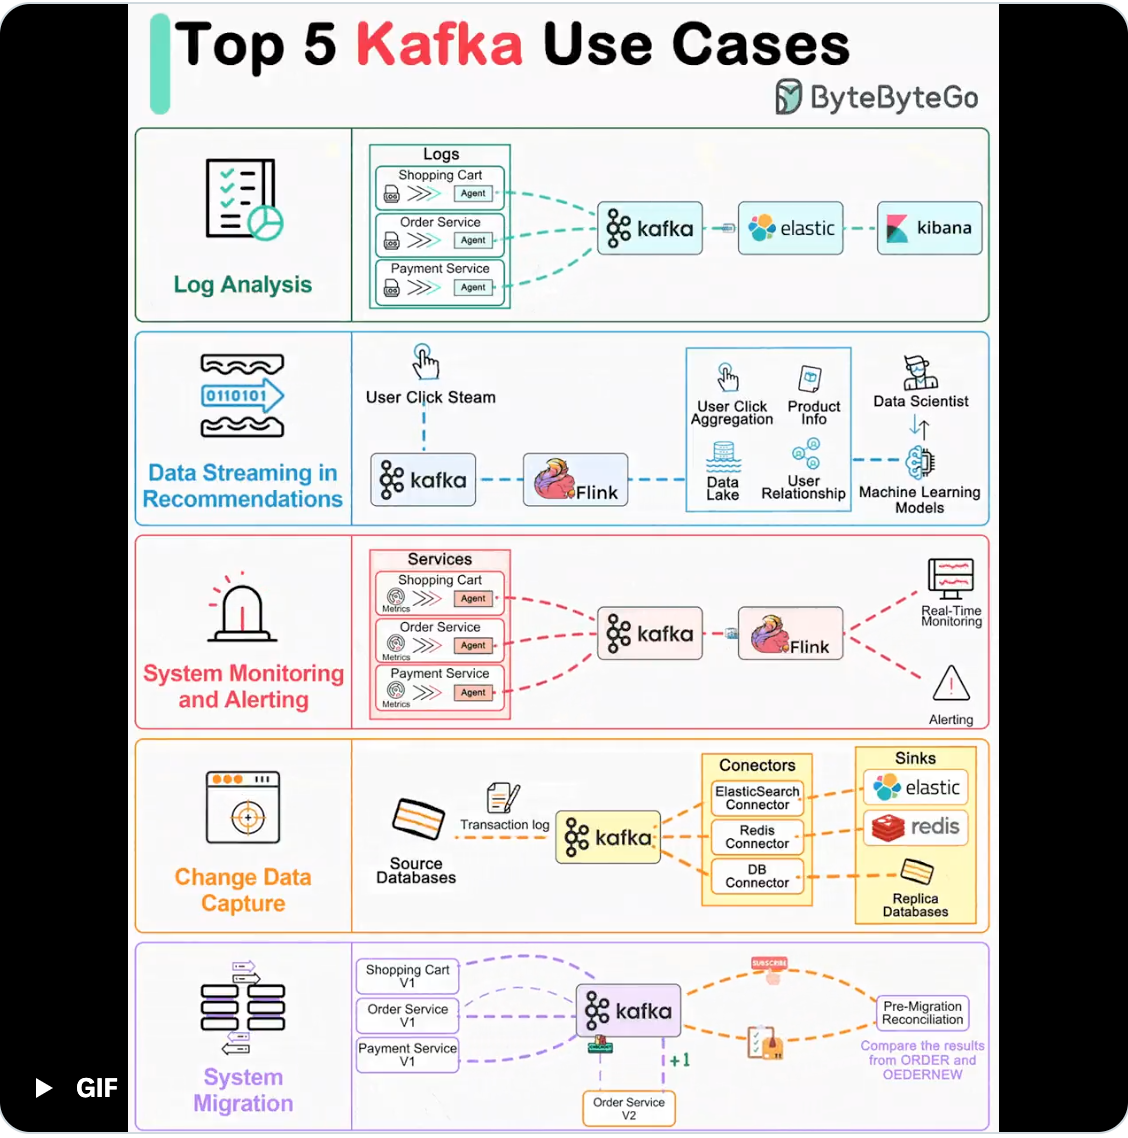 Top 5 Kafka Use Cases
ByteByteGo
Log Analysis
Logs
Shopping Cart
LOG
Agent
Order Service
LOG
Agent
Payment Service
LOG
Agent
kafka
elastic
kibana
0110101
Data Streaming in
Recommendations
User Click Steam
kafka
Flink
User Click
Aggregation
Product
Info
Data
Lake
User
Relationship
Data Scientist
Machine Learning
Models
System Monitoring
and Alerting
Services
Shopping Cart
Metrics
Agent
Order Service
Metrics
Agent
Payment Service
Metrics
Agent
kafka
Flink
Real-Time
Monitoring
Alerting
Change Data
Capture
Source
Databases
Transaction log
kafka
Conectors
ElasticSearch
Connector
Redis
Connector
DB
Connector
Sinks
elastic
redis
Replica
Databases
System
Migration
Shopping Cart
V1
Order Service
V1
Payment Service
V1
kafka
+1
Order Service
V2
SUBSCRIBE
Pre-Migration
Reconciliation
Compare the results
from ORDER and
OEDERNEW
GIF